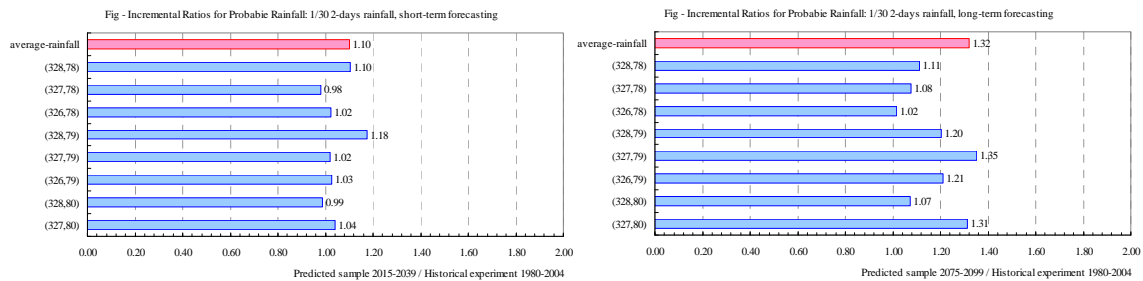 Fig - Incremental Ratios for Probabie Rainfall: 1/30 2-days rainfall, short-term forecasting
average-rainfall 1.10
(328,78) 1.10
(327,78) 0.98
(326,78) 1.02
(328,79) 1.18
(327,79) 1.02
(326,79) 1.03
(328,80) 0.99
(327,80) 1.04
0.00 0.20 0.40 0.60 0.80 1.00 1.20 1.40 1.60 1.80 2.00
Predicted sample 2015-2039 / Historical experiment 1980-2004
Fig - Incremental Ratios for Probabie Rainfall: 1/30 2-days rainfall, long-term forecasting
average-rainfall 1.32
(328,78) 1.11
(327,78) 1.08
(326,78) 1.02
(328,79) 1.20
(327,79) 1.35
(326,79) 1.21
(328,80) 1.07
(327,80) 1.31
0.00 0.20 0.40 0.60 0.80 1.00 1.20 1.40 1.60 1.80 2.00
Predicted sample 2075-2099 / Historical experiment 1980-2004